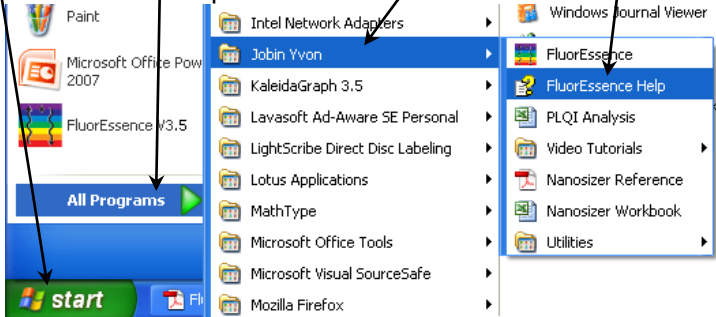 Paint
Microsoft Office Pow
2007
FluorEssence V3.5
All Programs
start
Intel Network Adapters
Jobin Yvon
KaleidaGraph 3.5
Lavasoft Ad-Aware SE Personal
LightScribe Direct Disc Labeling
Lotus Applications
MathType
Microsoft Office Tools
Microsoft Visual SourceSafe
Mozilla Firefox
Windows Journal Viewer
FluorEssence
FluorEssence Help
PLQI Analysis
Video Tutorials
Nanosizer Reference
Nanosizer Workbook
Utilities